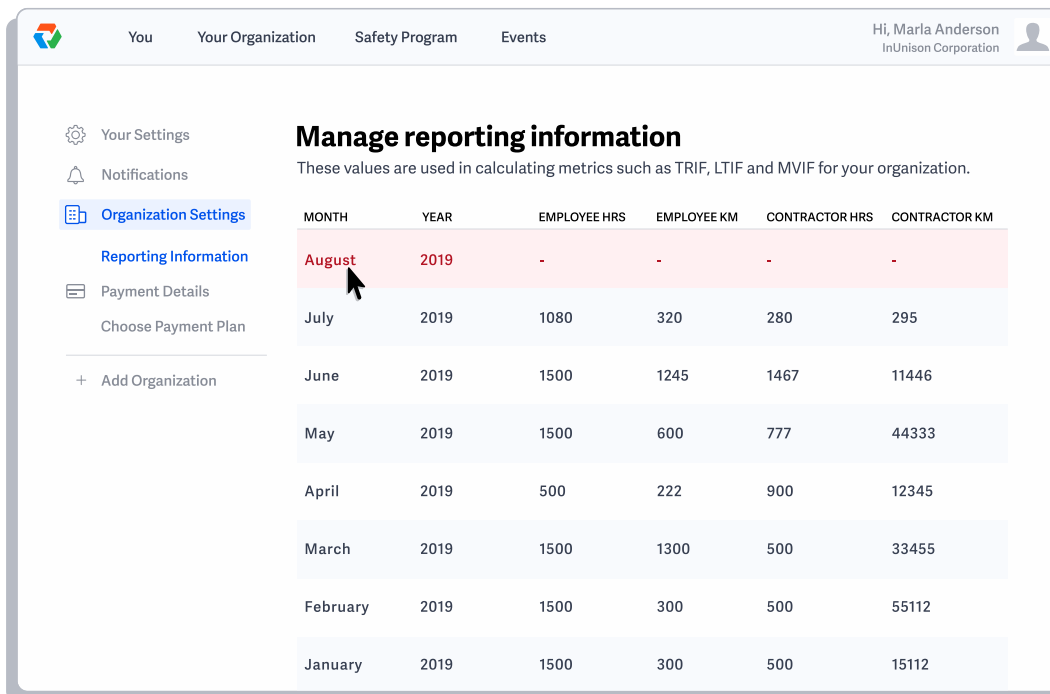 You Your Organization Safety Program Events
Hi, Marla Anderson
InUnison Corporation
Your Settings
Notifications
Organization Settings
Reporting Information
Payment Details
Choose Payment Plan
+ Add Organization
Manage reporting information
These values are used in calculating metrics such as TRIF, LTIF and MVIF for your organization.
MONTH YEAR EMPLOYEE HRS EMPLOYEE KM CONTRACTOR HRS CONTRACTOR KM
August 2019 - - - -
July 2019 1080 320 280 295
June 2019 1500 1245 1467 11446
May 2019 1500 600 777 44333
April 2019 500 222 900 12345
March 2019 1500 1300 500 33455
February 2019 1500 300 500 55112
January 2019 1500 300 500 15112